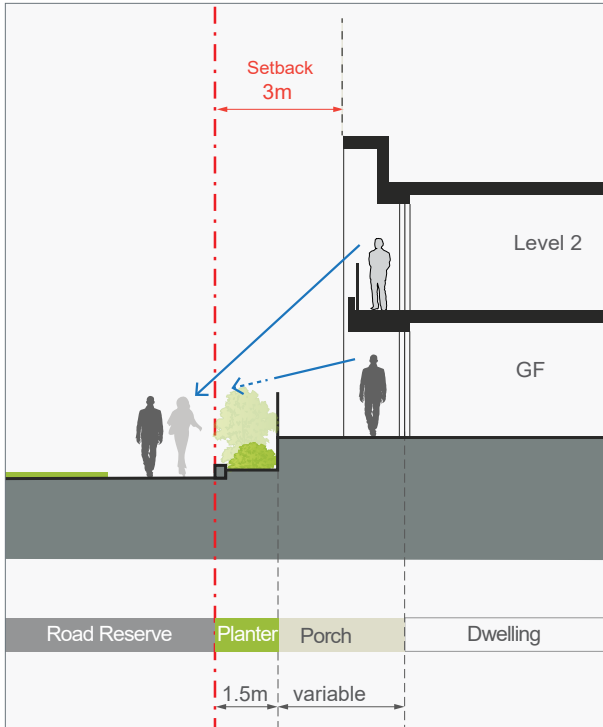 Setback
3m
Level 2
GF
Road Reserve
Planter
Porch
Dwelling
1.5m
variable